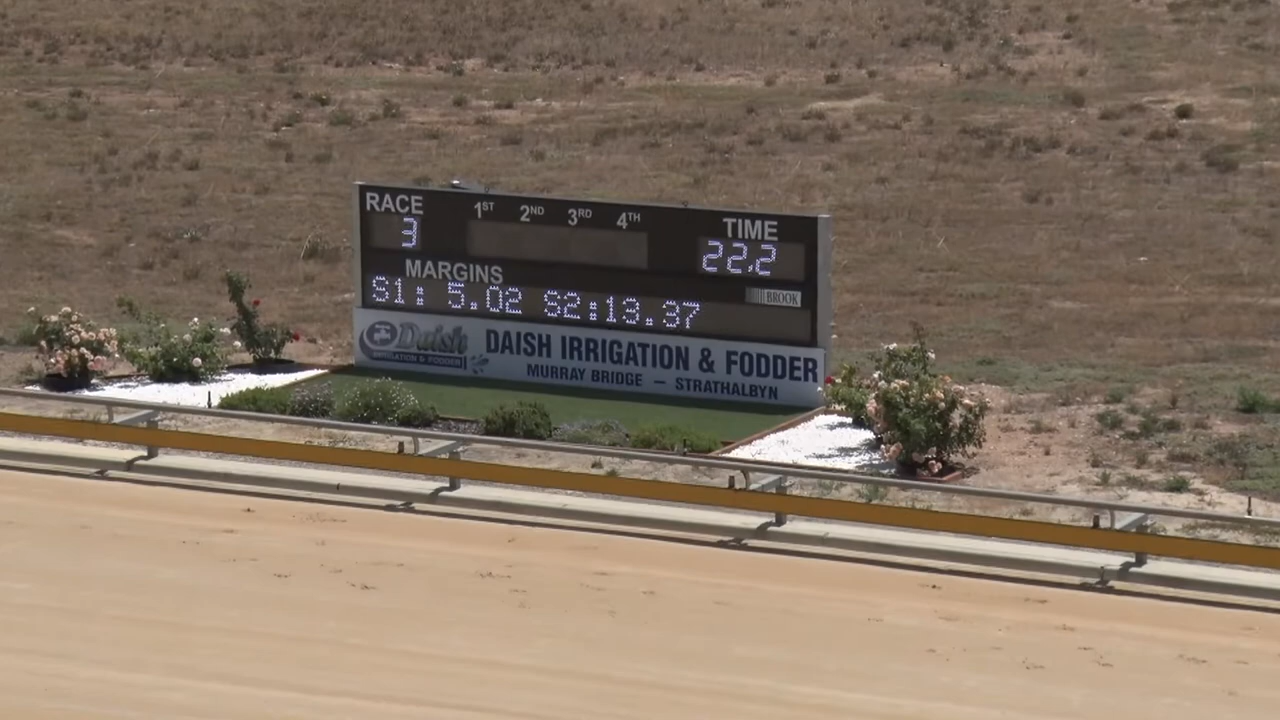 RACE 1ST 2ND 3RD 4TH TIME
3 22.2
MARGINS
S1: 5.02 S2:13.37
BROOK
Daish
IRRIGATION & FODDER
DAISH IRRIGATION & FODDER
MURRAY BRIDGE — STRATHALBYN